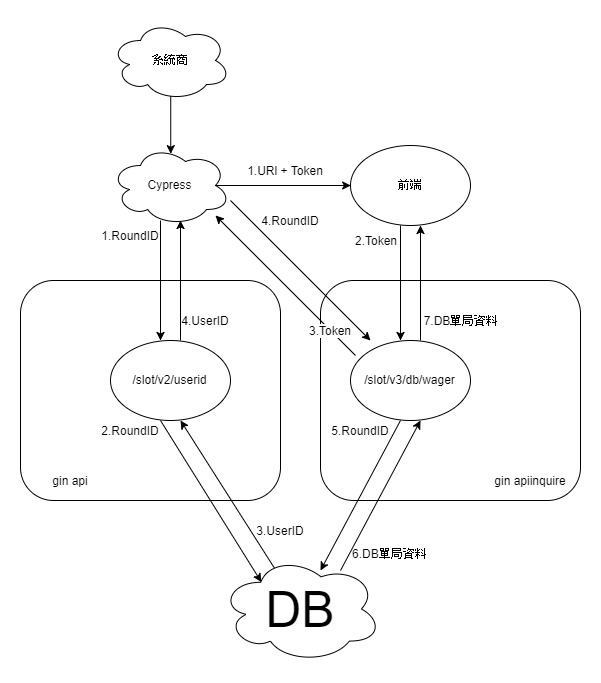 系統商
Cypress
1.URI + Token
前端
1.RoundID
4.RoundID
2.Token
4.UserID
3.Token
7.DB單局資料
/slot/v2/userid
/slot/v3/db/wager
2.RoundID
5.RoundID
gin api
gin apiinquire
3.UserID
6.DB單局資料
DB